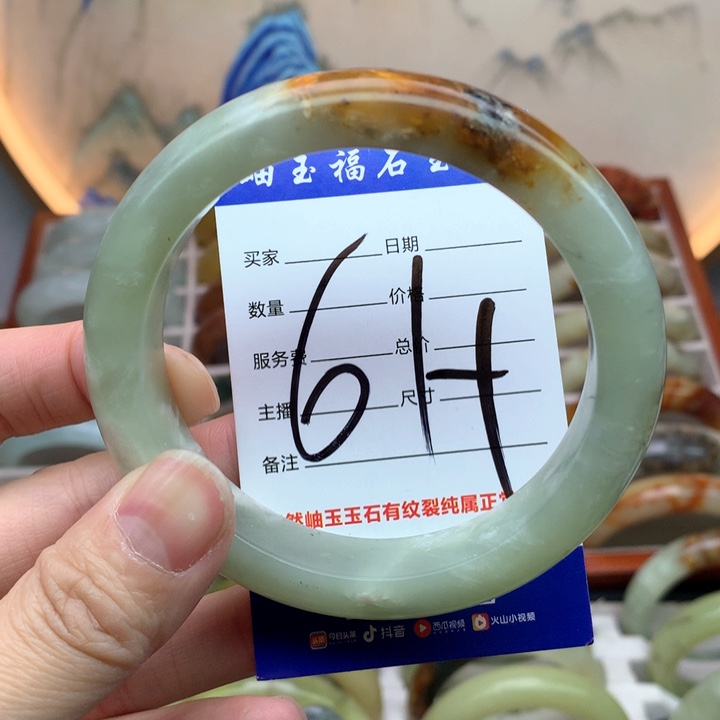 岫玉福石玉
买家 日期
数量 价格
服务费 总价
主播 尺寸
备注
614
然岫玉玉石有纹裂纯属正常
今日头条 抖音 西瓜视频 火山小视频